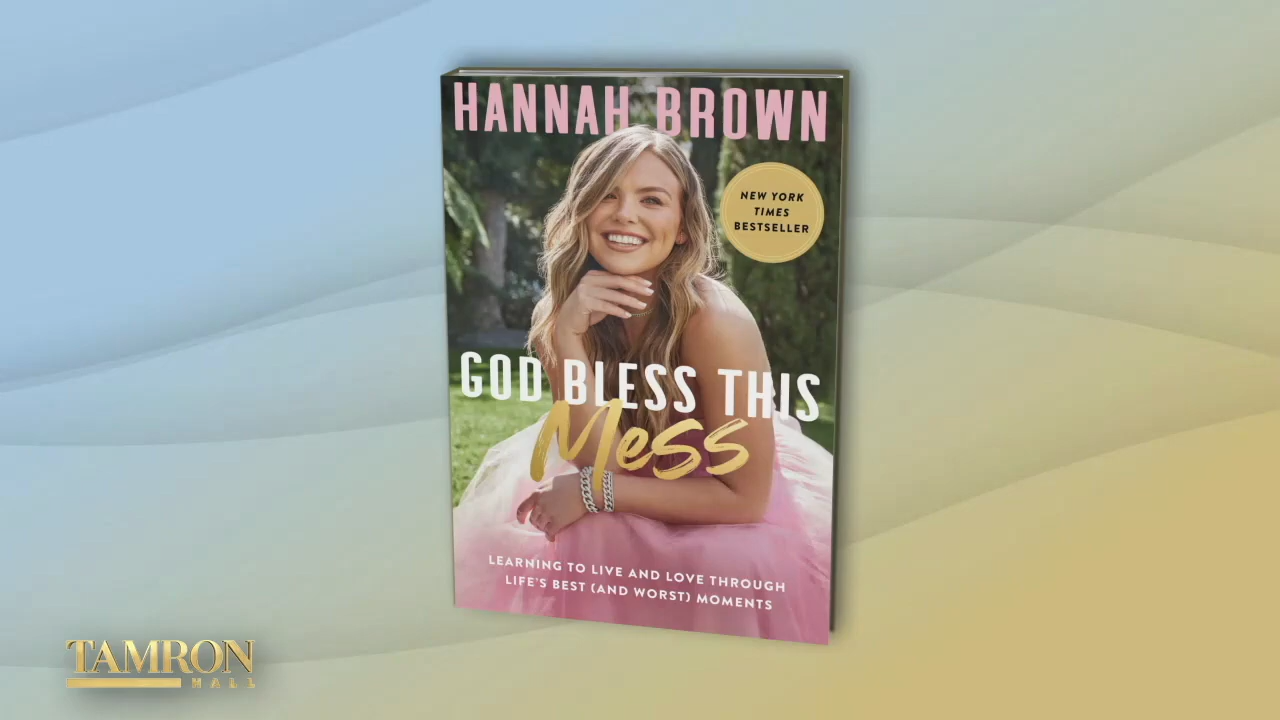 HANNAH BROWN
NEW YORK
TIMES
BESTSELLER
GOD BLESS THIS
Mess
LEARNING TO LIVE AND LOVE THROUGH
LIFE'S BEST (AND WORST) MOMENTS
TAMRON
HALL